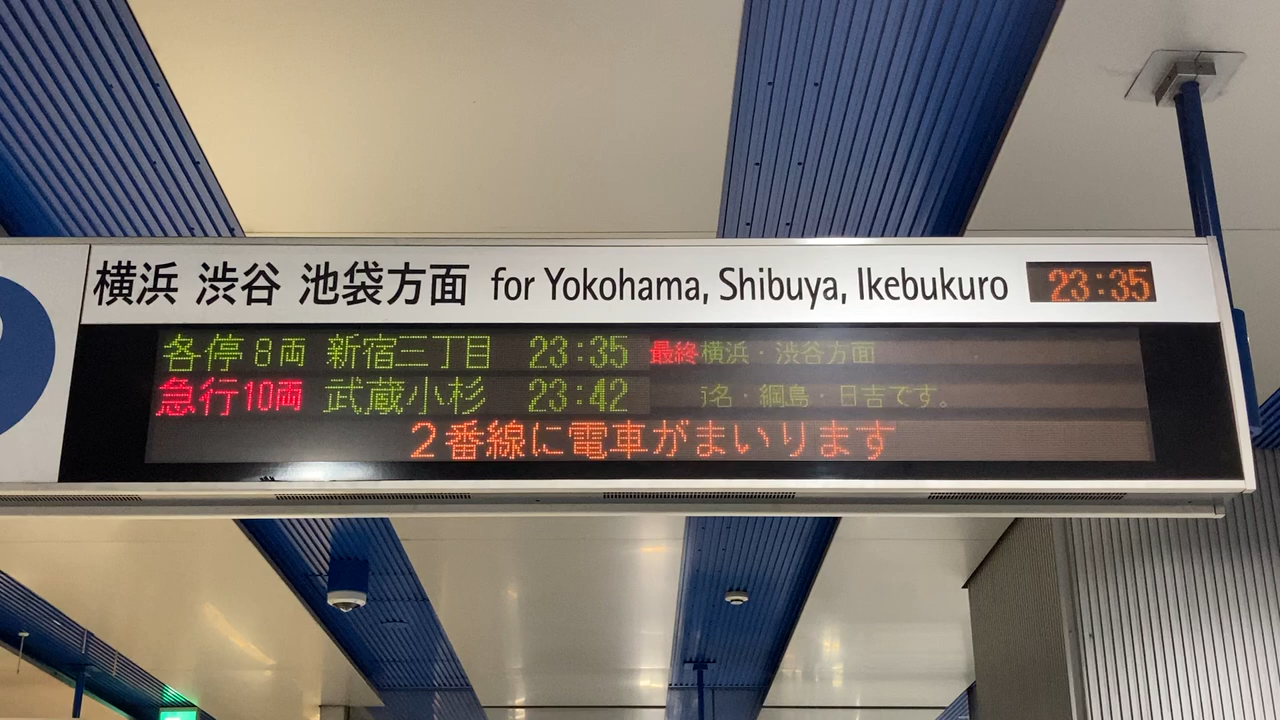 横浜 渋谷 池袋方面 for Yokohama, Shibuya, Ikebukuro 23:35
各停 8両 新宿三丁目 23:35 最終 横浜・渋谷方面
急行 10両 武蔵小杉 23:42 名・綱島・日吉です。
2番線に電車がまいります